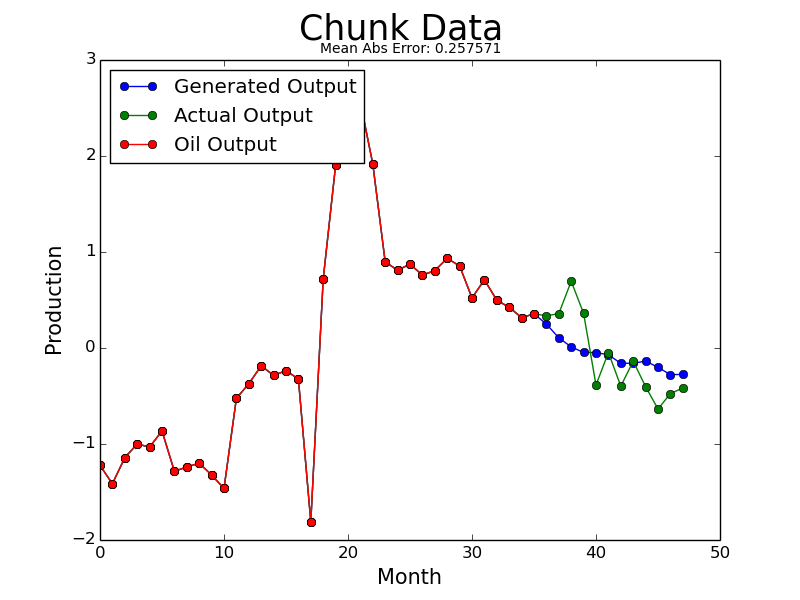 Chunk Data
Mean Abs Error: 0.257571
Generated Output
Actual Output
Oil Output
Production
3
2
1
0
−1
−2
0 10 20 30 40 50
Month